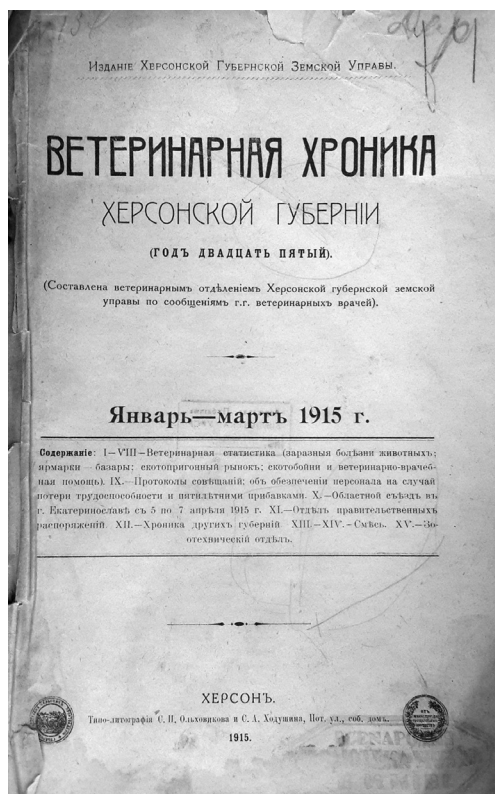 Изданіе Херсонской Губернской Земской Управы.
ВЕТЕРИНАРНАЯ ХРОНИКА
ХЕРСОНСКОЙ ГУБЕРНІИ
(ГОДЪ ДВАДЦАТЬ ПЯТЫЙ).
(Составлена ветеринарнымъ отдѣленіемъ Херсонской губернской земской
управы по сообщеніямъ г.г. ветеринарныхъ врачей).
Январь—мартъ 1915 г.
Содержаніе: I—VIII—Ветеринарная статистика (заразныя болѣзни животныхъ;
ярмарки—базары; скотопригонный рынокъ; скотобойни и ветеринарно-врачеб-
ная помощь). IX.—Протоколы совѣщаній; объ обезпеченіи персонала на случай
потери трудоспособности и пятилѣтними прибавками. X.—Областной съѣздъ въ
г. Екатеринославѣ съ 5 по 7 апрѣля 1915 г. XI.—Отдѣлъ правительственныхъ
распоряженій. XII.—Хроника другихъ губерній. XIII.—XIV.—Смѣсь. XV.—Зо-
отехническій отдѣлъ.
ХЕРСОНЪ.
Типо-литографія С. П. Ольховикова и С. А. Ходушина, Пот. ул., соб. домъ.
1915.